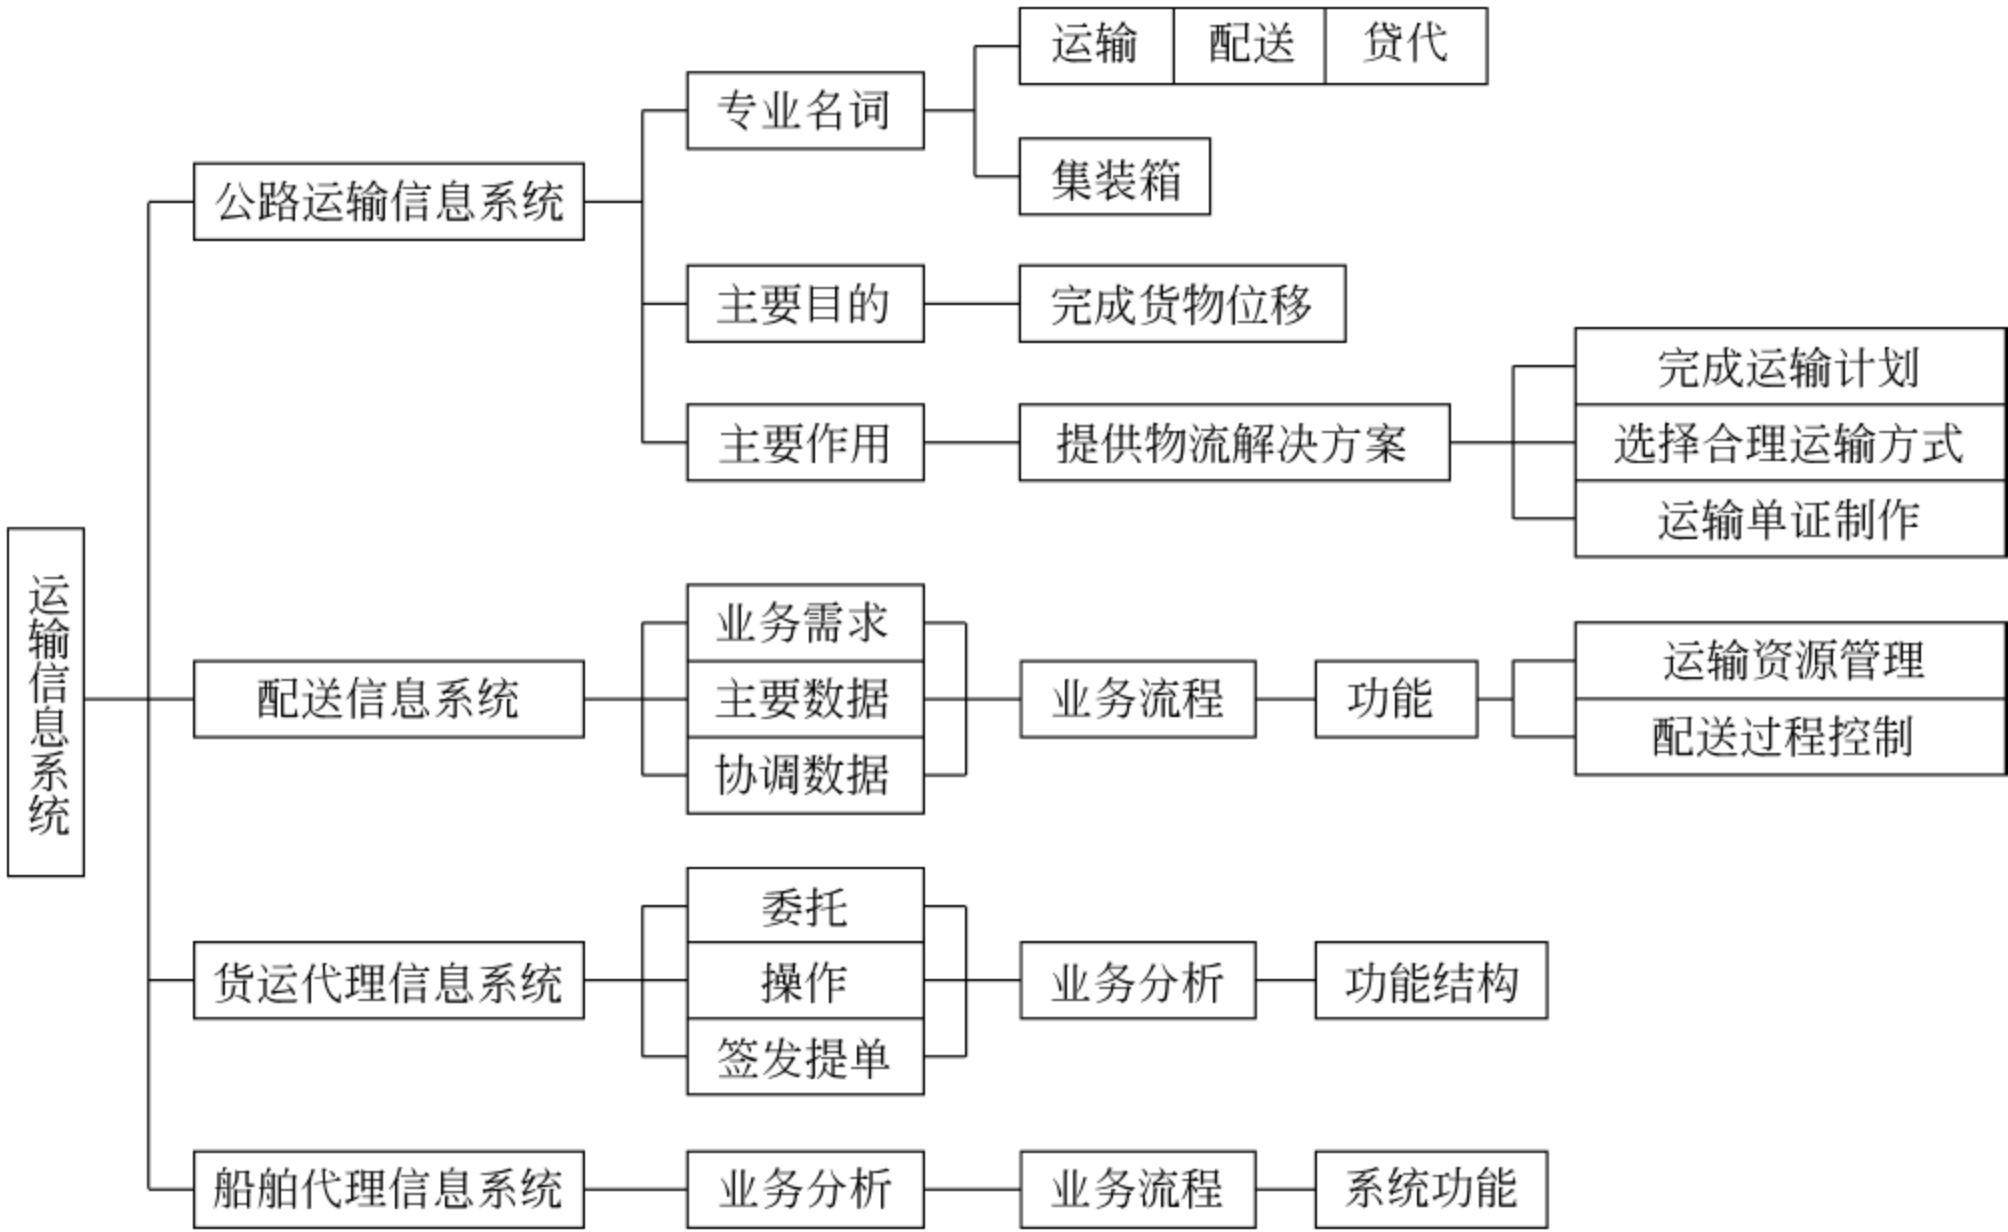 运输 配送 贷代
专业名词
集装箱
公路运输信息系统
主要目的 完成货物位移
完成运输计划
主要作用 提供物流解决方案 选择合理运输方式
运输单证制作
运输信息系统
业务需求
运输资源管理
配送信息系统 主要数据 业务流程 功能
配送过程控制
协调数据
委托
货运代理信息系统 操作 业务分析 功能结构
签发提单
船舶代理信息系统 业务分析 业务流程 系统功能